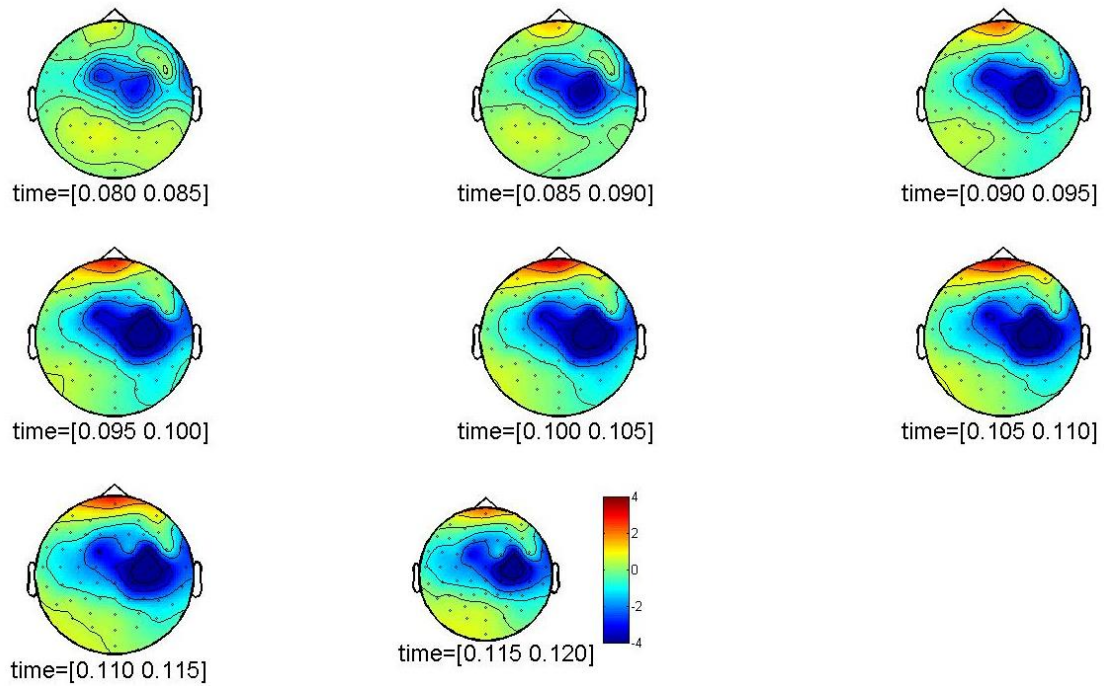 time=[0.080 0.085]
time=[0.085 0.090]
time=[0.090 0.095]
time=[0.095 0.100]
time=[0.100 0.105]
time=[0.105 0.110]
time=[0.110 0.115]
time=[0.115 0.120]
4
2
0
-2
-4